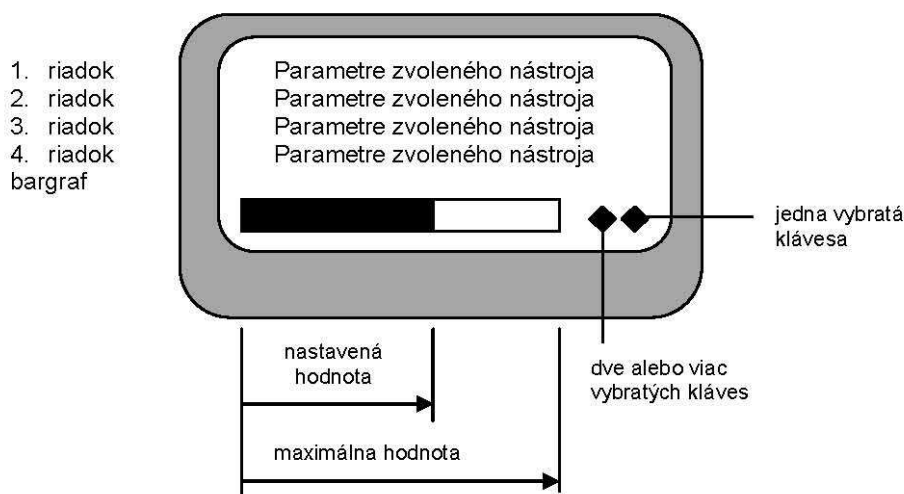 1. riadok
2. riadok
3. riadok
4. riadok
bargraf
Parametre zvoleného nástroja
Parametre zvoleného nástroja
Parametre zvoleného nástroja
Parametre zvoleného nástroja
jedna vybratá
klávesa
dve alebo viac
vybratých kláves
nastavená
hodnota
maximálna hodnota